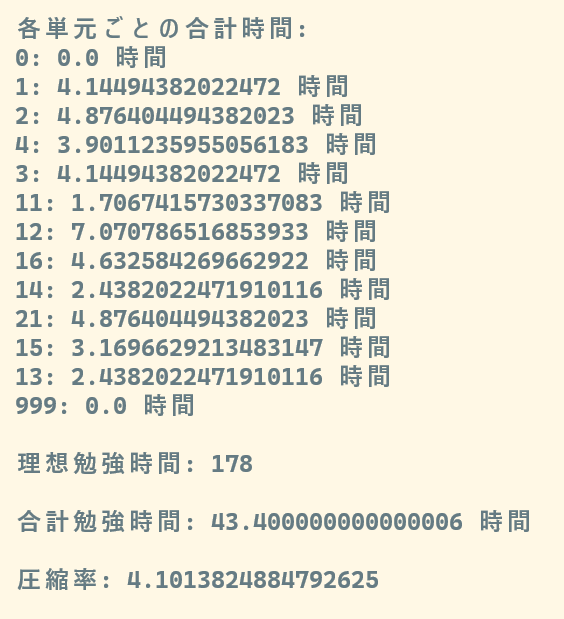 各単元ごとの合計時間:
0: 0.0 時間
1: 4.14494382022472 時間
2: 4.876404494382023 時間
4: 3.9011235955056183 時間
3: 4.14494382022472 時間
11: 1.7067415730337083 時間
12: 7.070786516853933 時間
16: 4.632584269662922 時間
14: 2.4382022471910116 時間
21: 4.876404494382023 時間
15: 3.1696629213483147 時間
13: 2.4382022471910116 時間
999: 0.0 時間
理想勉強時間: 178
合計勉強時間: 43.400000000000006 時間
圧縮率: 4.1013824884792625